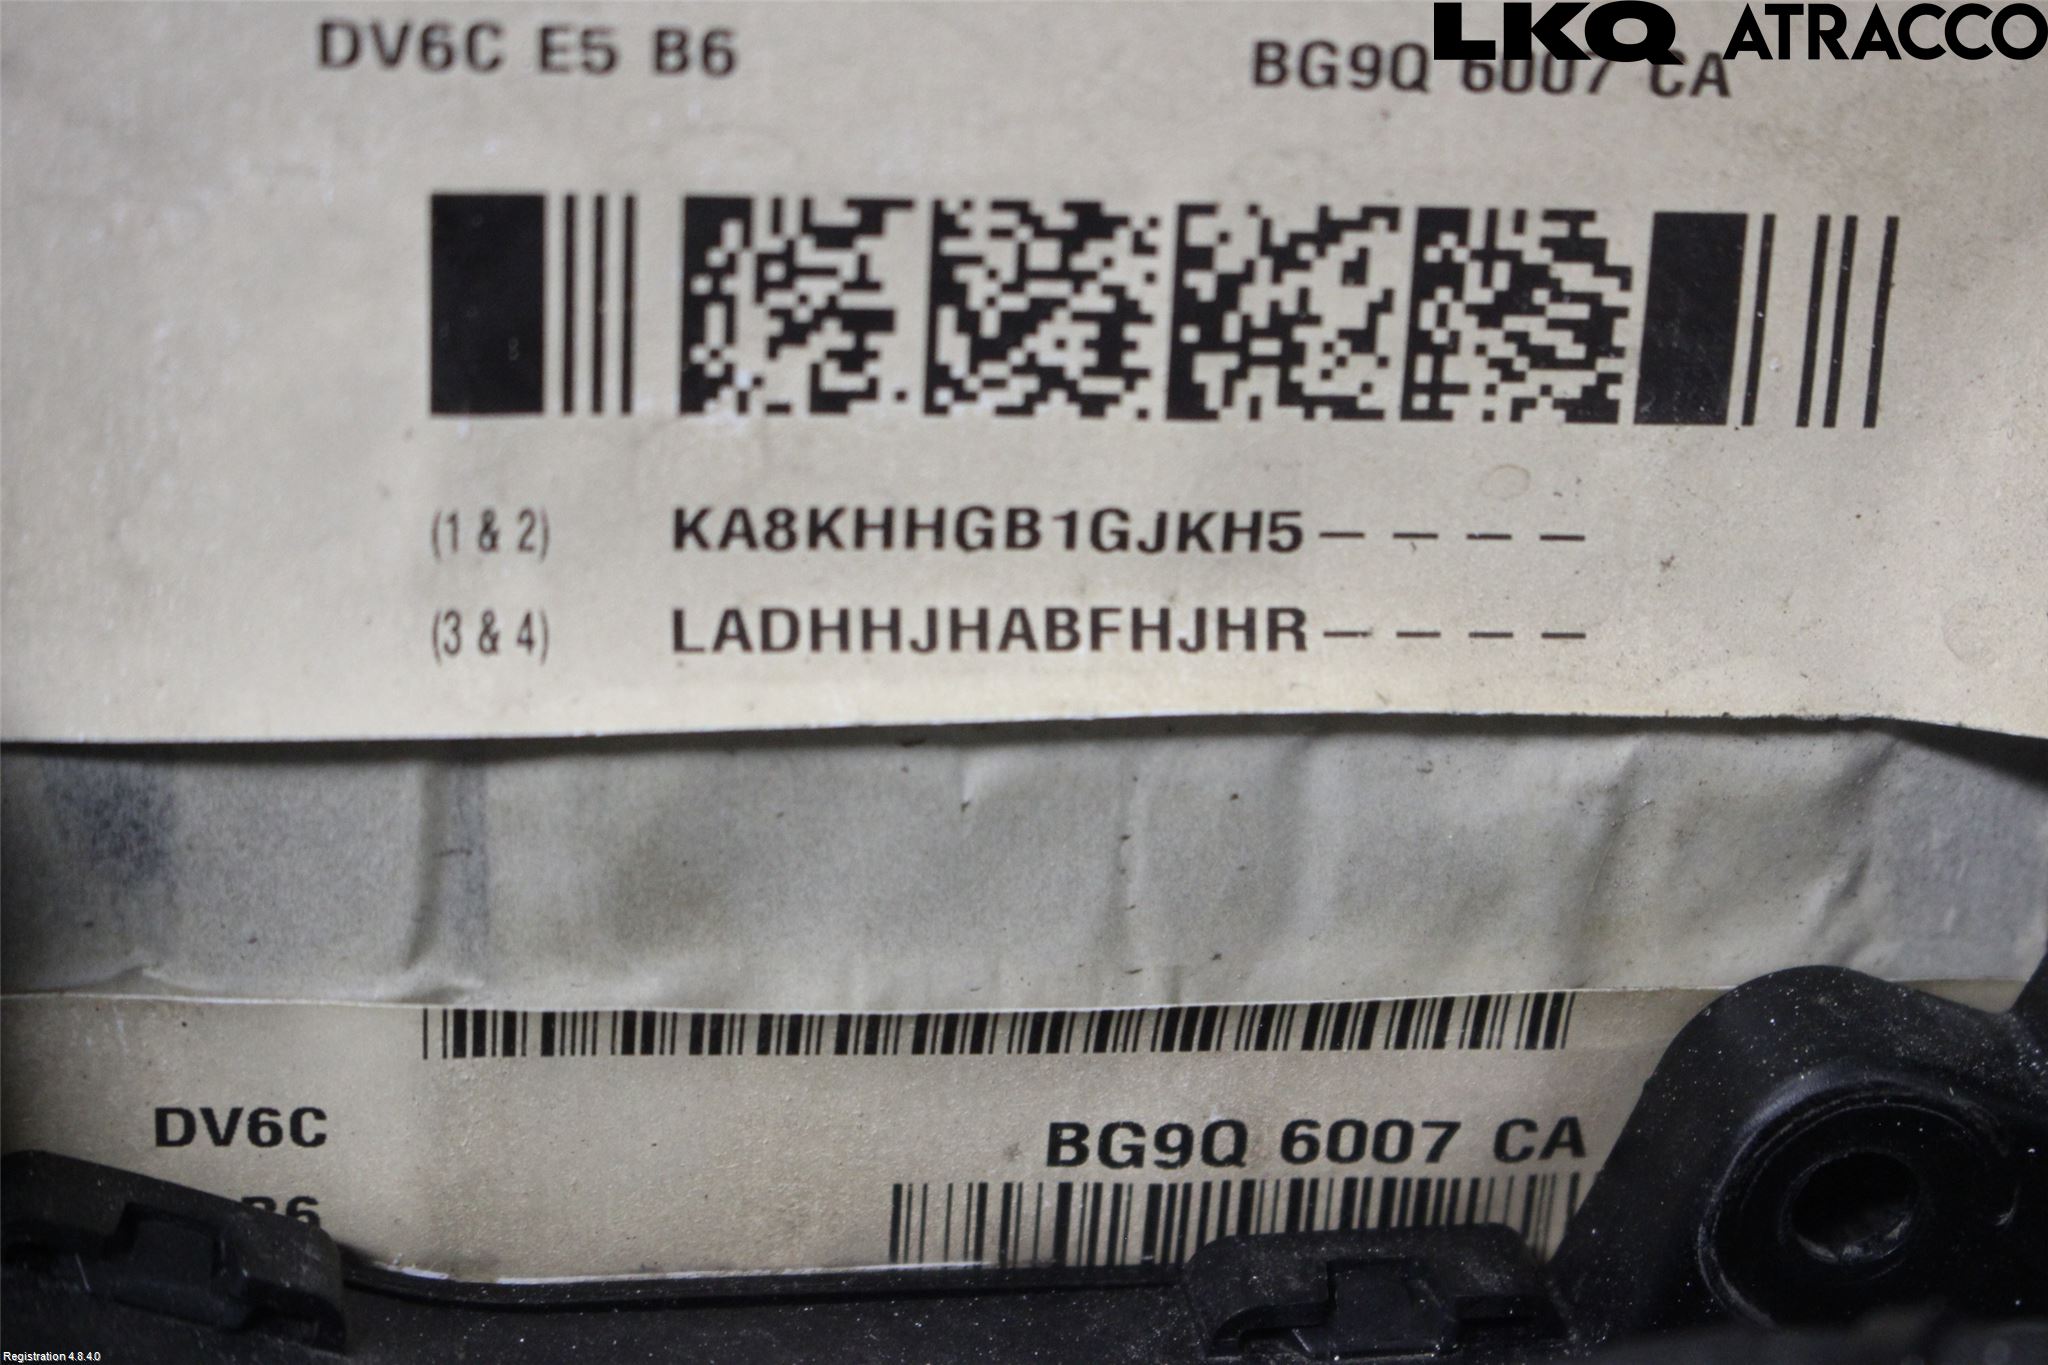 LKQ ATRACCO
DV6C E5 B6
BG9Q 6007 CA
(1 & 2) KA8KHHGB1GJKH5----
(3 & 4) LADHHJHABFHJHR----
DV6C
BG9Q 6007 CA
B6
Registration 4.8.4.0